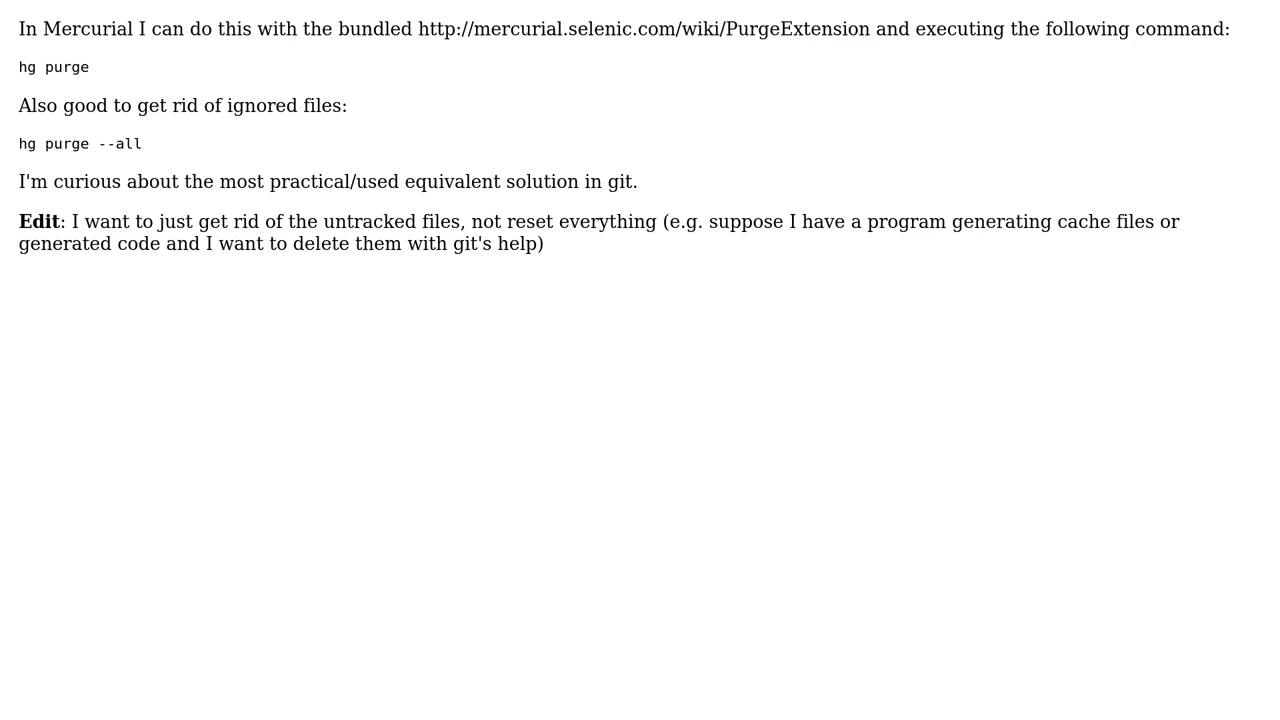 In Mercurial I can do this with the bundled http://mercurial.selenic.com/wiki/PurgeExtension and executing the following command:
hg purge
Also good to get rid of ignored files:
hg purge --all
I'm curious about the most practical/used equivalent solution in git.
Edit: I want to just get rid of the untracked files, not reset everything (e.g. suppose I have a program generating cache files or
generated code and I want to delete them with git's help)